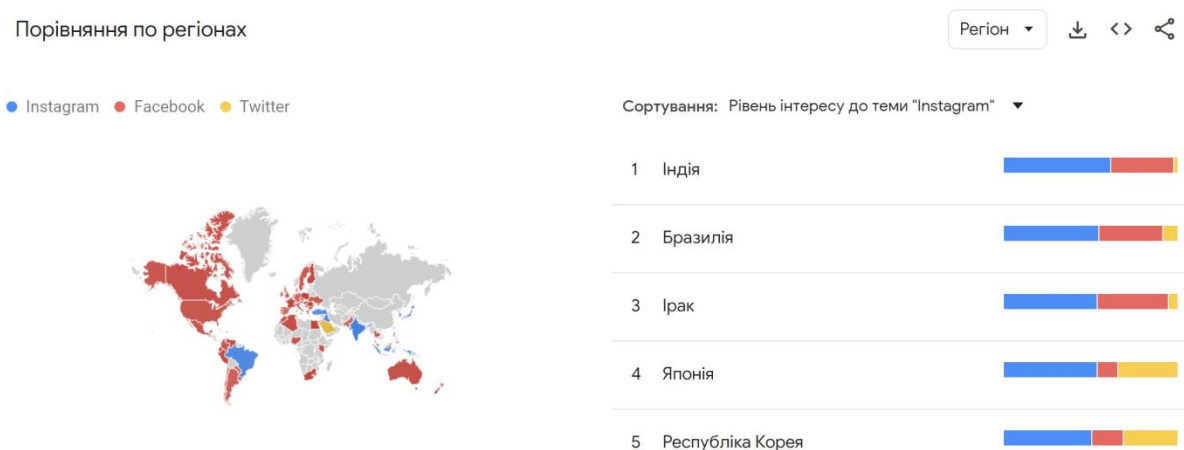 Порівняння по регіонах
Регіон
Instagram Facebook Twitter
Сортування: Рівень інтересу до теми "Instagram"
1 Індія
2 Бразилія
3 Ірак
4 Японія
5 Республіка Корея